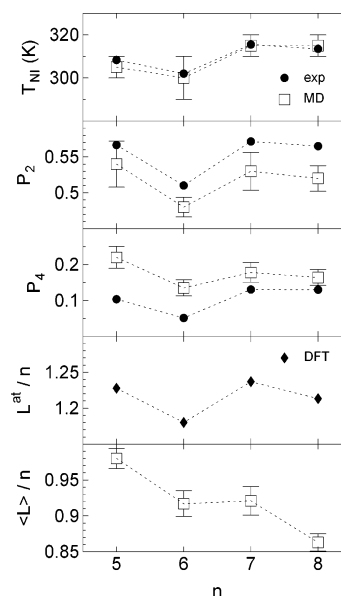 T_NI (K)
320
300
exp
MD
P_2
0.55
0.5
P_4
0.2
0.1
L^at / n
1.25
1.2
DFT
<L> / n
0.95
0.9
0.85
5 6 7 8
n